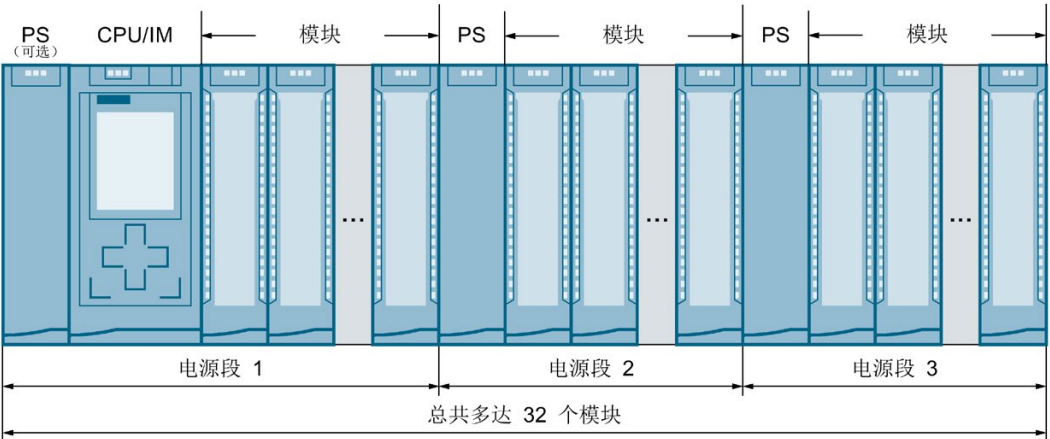 PS CPU/IM 模块 PS 模块 PS 模块
(可选)
... ... ...
电源段 1 电源段 2 电源段 3
总共多达 32 个模块